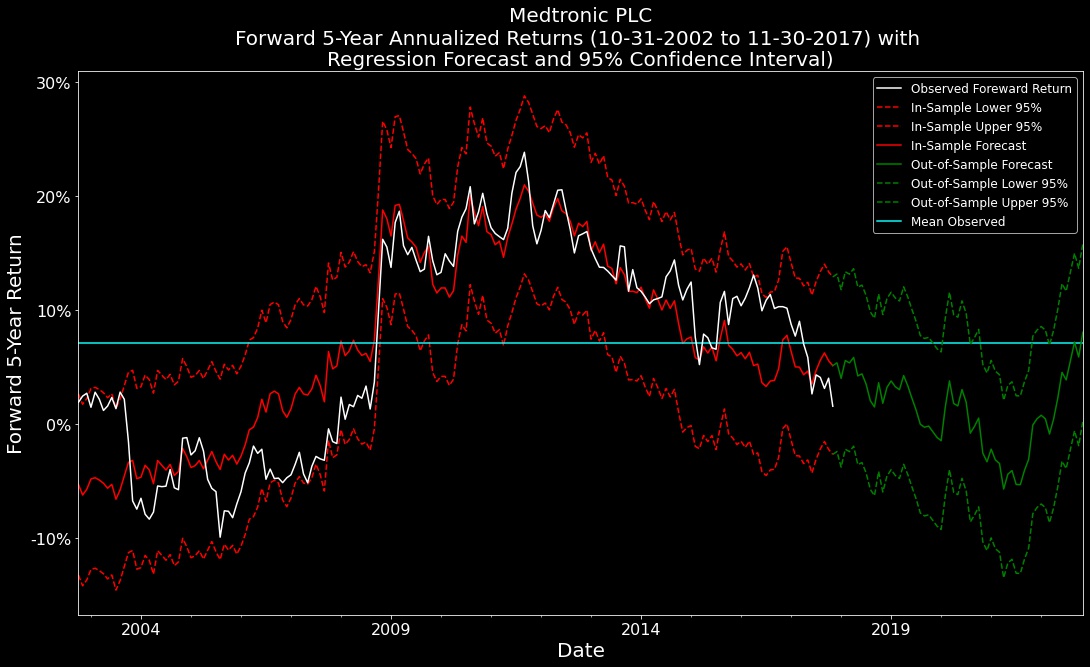 Medtronic PLC
Forward 5-Year Annualized Returns (10-31-2002 to 11-30-2017) with
Regression Forecast and 95% Confidence Interval)
30%
20%
10%
0%
-10%
Forward 5-Year Return
Observed Foreward Return
In-Sample Lower 95%
In-Sample Upper 95%
In-Sample Forecast
Out-of-Sample Forecast
Out-of-Sample Lower 95%
Out-of-Sample Upper 95%
Mean Observed
2004
2009
2014
2019
Date